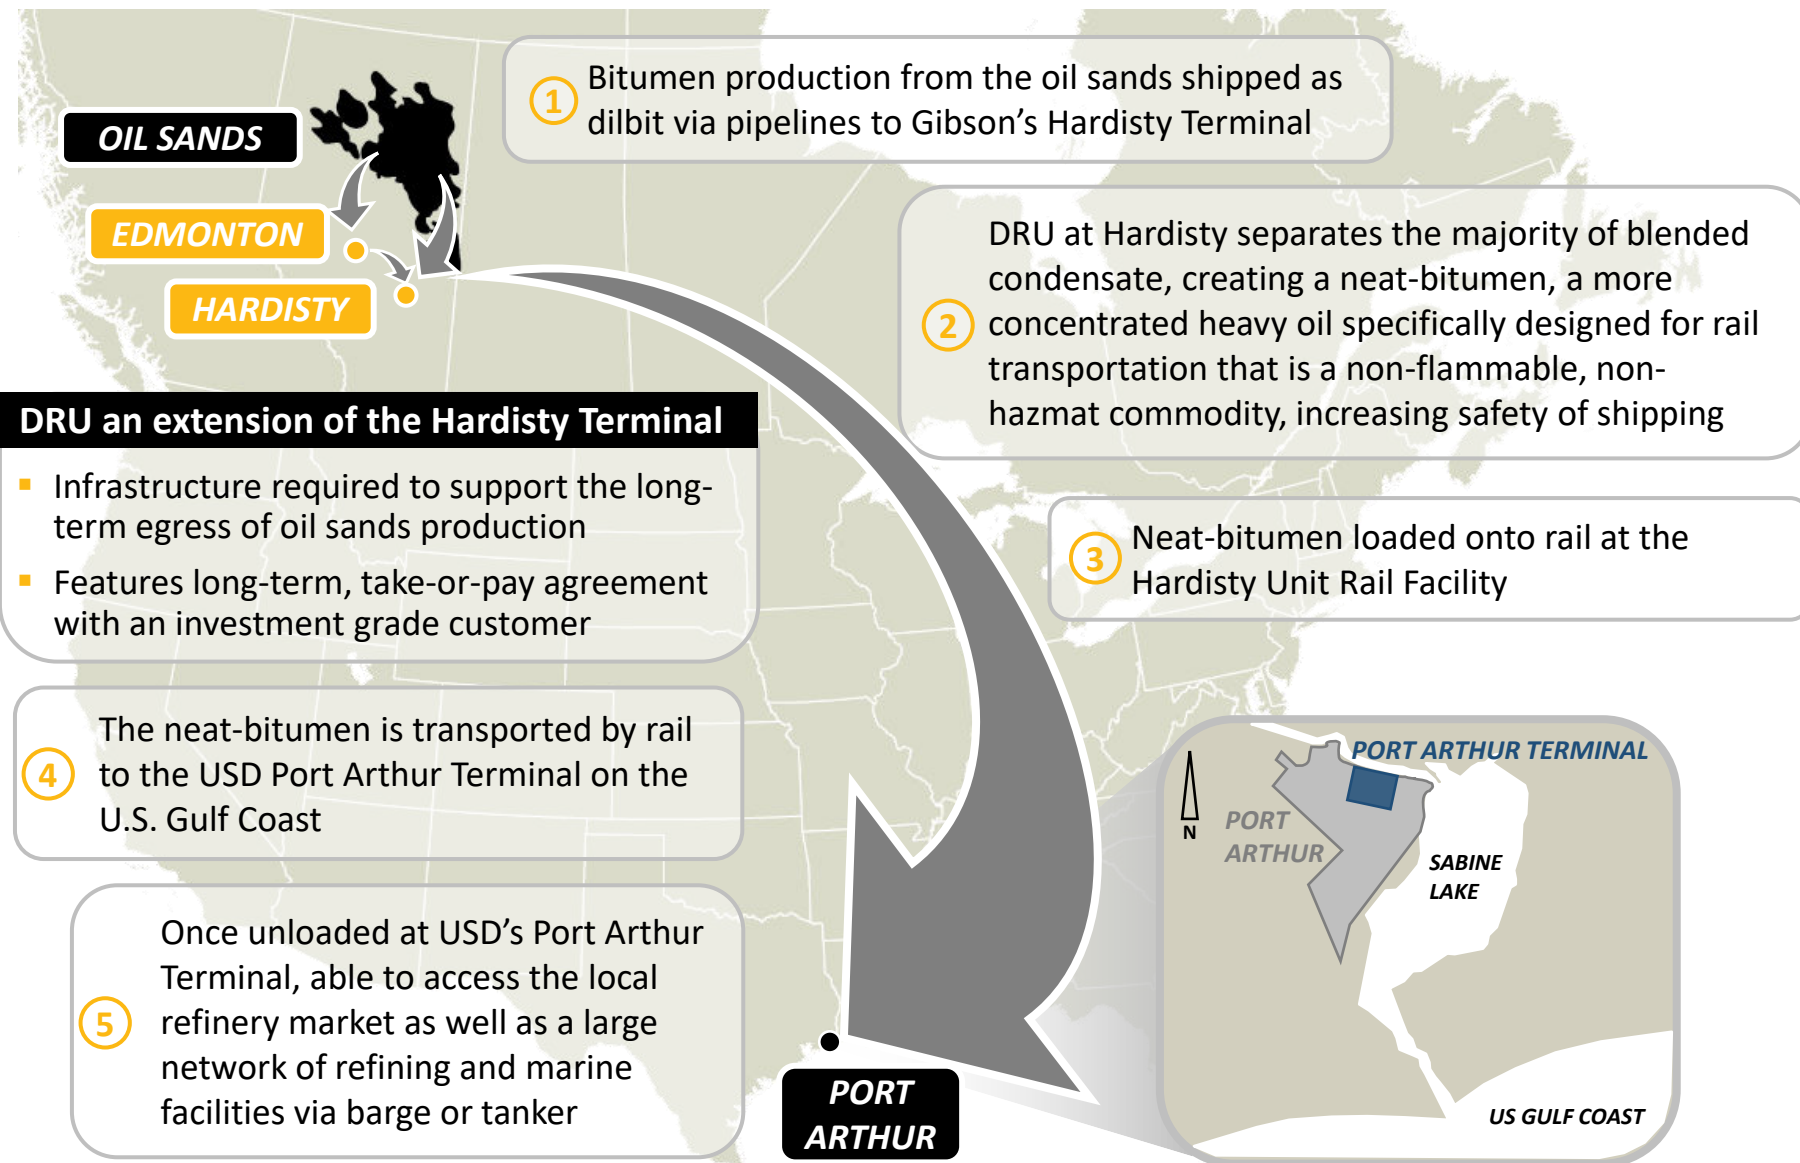 OIL SANDS
EDMONTON
HARDISTY
1
Bitumen production from the oil sands shipped as
dilbit via pipelines to Gibson’s Hardisty Terminal
2
DRU at Hardisty separates the majority of blended
condensate, creating a neat-bitumen, a more
concentrated heavy oil specifically designed for rail
transportation that is a non-flammable, non-
hazmat commodity, increasing safety of shipping
DRU an extension of the Hardisty Terminal
▪ Infrastructure required to support the long-
term egress of oil sands production
▪ Features long-term, take-or-pay agreement
with an investment grade customer
3
Neat-bitumen loaded onto rail at the
Hardisty Unit Rail Facility
4
The neat-bitumen is transported by rail
to the USD Port Arthur Terminal on the
U.S. Gulf Coast
5
Once unloaded at USD’s Port Arthur
Terminal, able to access the local
refinery market as well as a large
network of refining and marine
facilities via barge or tanker
PORT
ARTHUR
PORT ARTHUR TERMINAL
N
PORT
ARTHUR
SABINE
LAKE
US GULF COAST